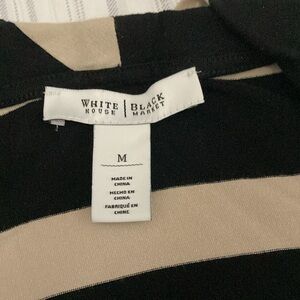 WHITE | BLACK
HOUSE | MARKET
M
MADE IN
CHINA
HECHO EN
CHINA
FABRIQUÉ EN
CHINE